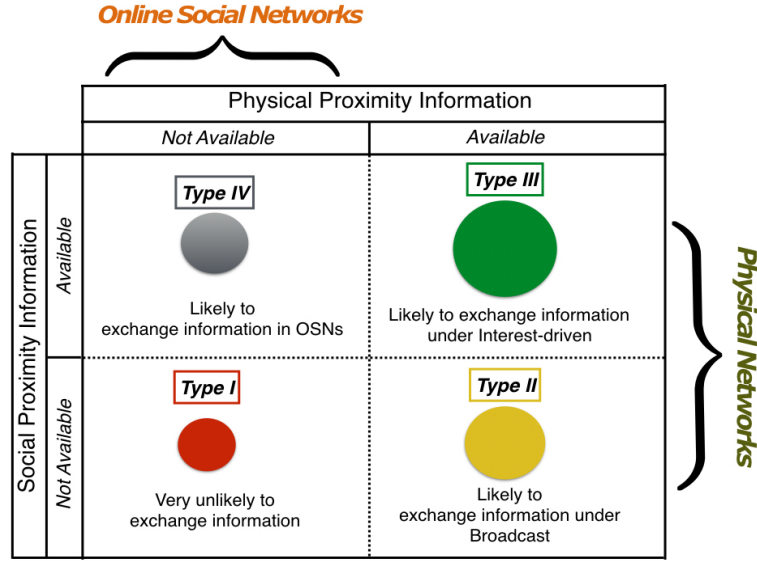 Online Social Networks
Physical Proximity Information
Not Available
Available
Social Proximity Information
Available
Not Available
Type IV
Likely to
exchange information in OSNs
Type III
Likely to exchange information
under Interest-driven
Type I
Very unlikely to
exchange information
Type II
Likely to
exchange information under
Broadcast
Physical Networks